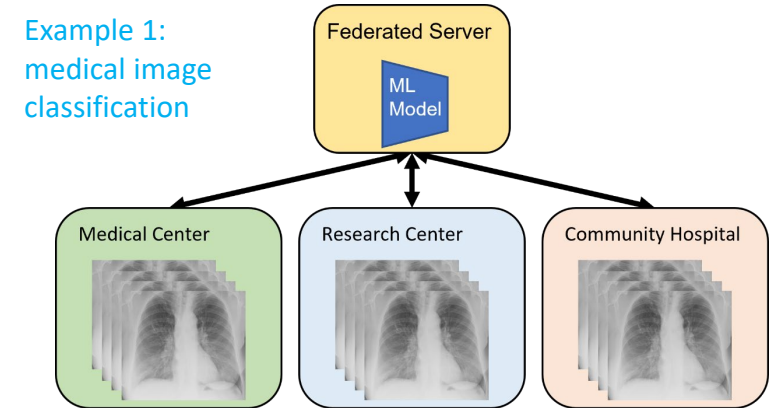 Example 1:
medical image
classification
Federated Server
ML
Model
Medical Center
Research Center
Community Hospital